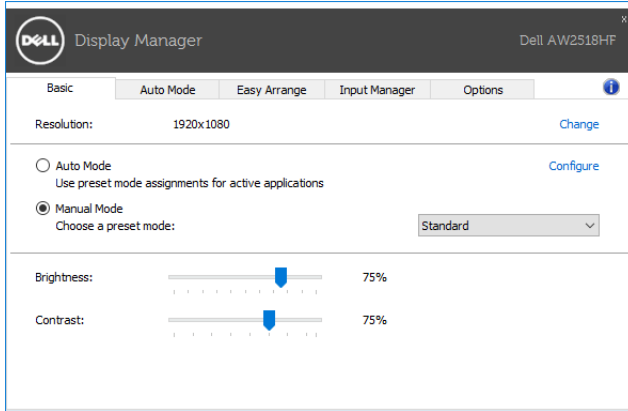 x
DELL Display Manager Dell AW2518HF
Basic Auto Mode Easy Arrange Input Manager Options i
Resolution: 1920x1080 Change
Auto Mode Configure
Use preset mode assignments for active applications
Manual Mode
Choose a preset mode: Standard
Brightness: 75%
Contrast: 75%